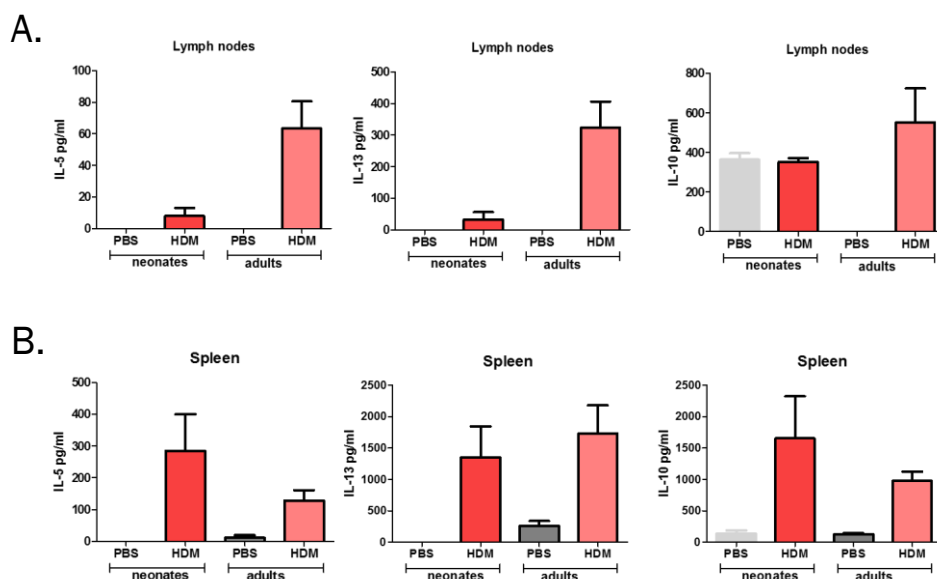 A.
Lymph nodes
IL-5 pg/ml
100
80
60
40
20
0
PBS HDM PBS HDM
neonates adults
Lymph nodes
IL-13 pg/ml
500
400
300
200
100
0
PBS HDM PBS HDM
neonates adults
Lymph nodes
IL-10 pg/ml
800
600
400
200
0
PBS HDM PBS HDM
neonates adults
B.
Spleen
IL-5 pg/ml
500
400
300
200
100
0
PBS HDM PBS HDM
neonates adults
Spleen
IL-13 pg/ml
2500
2000
1500
1000
500
0
PBS HDM PBS HDM
neonates adults
Spleen
IL-10 pg/ml
2500
2000
1500
1000
500
0
PBS HDM PBS HDM
neonates adults